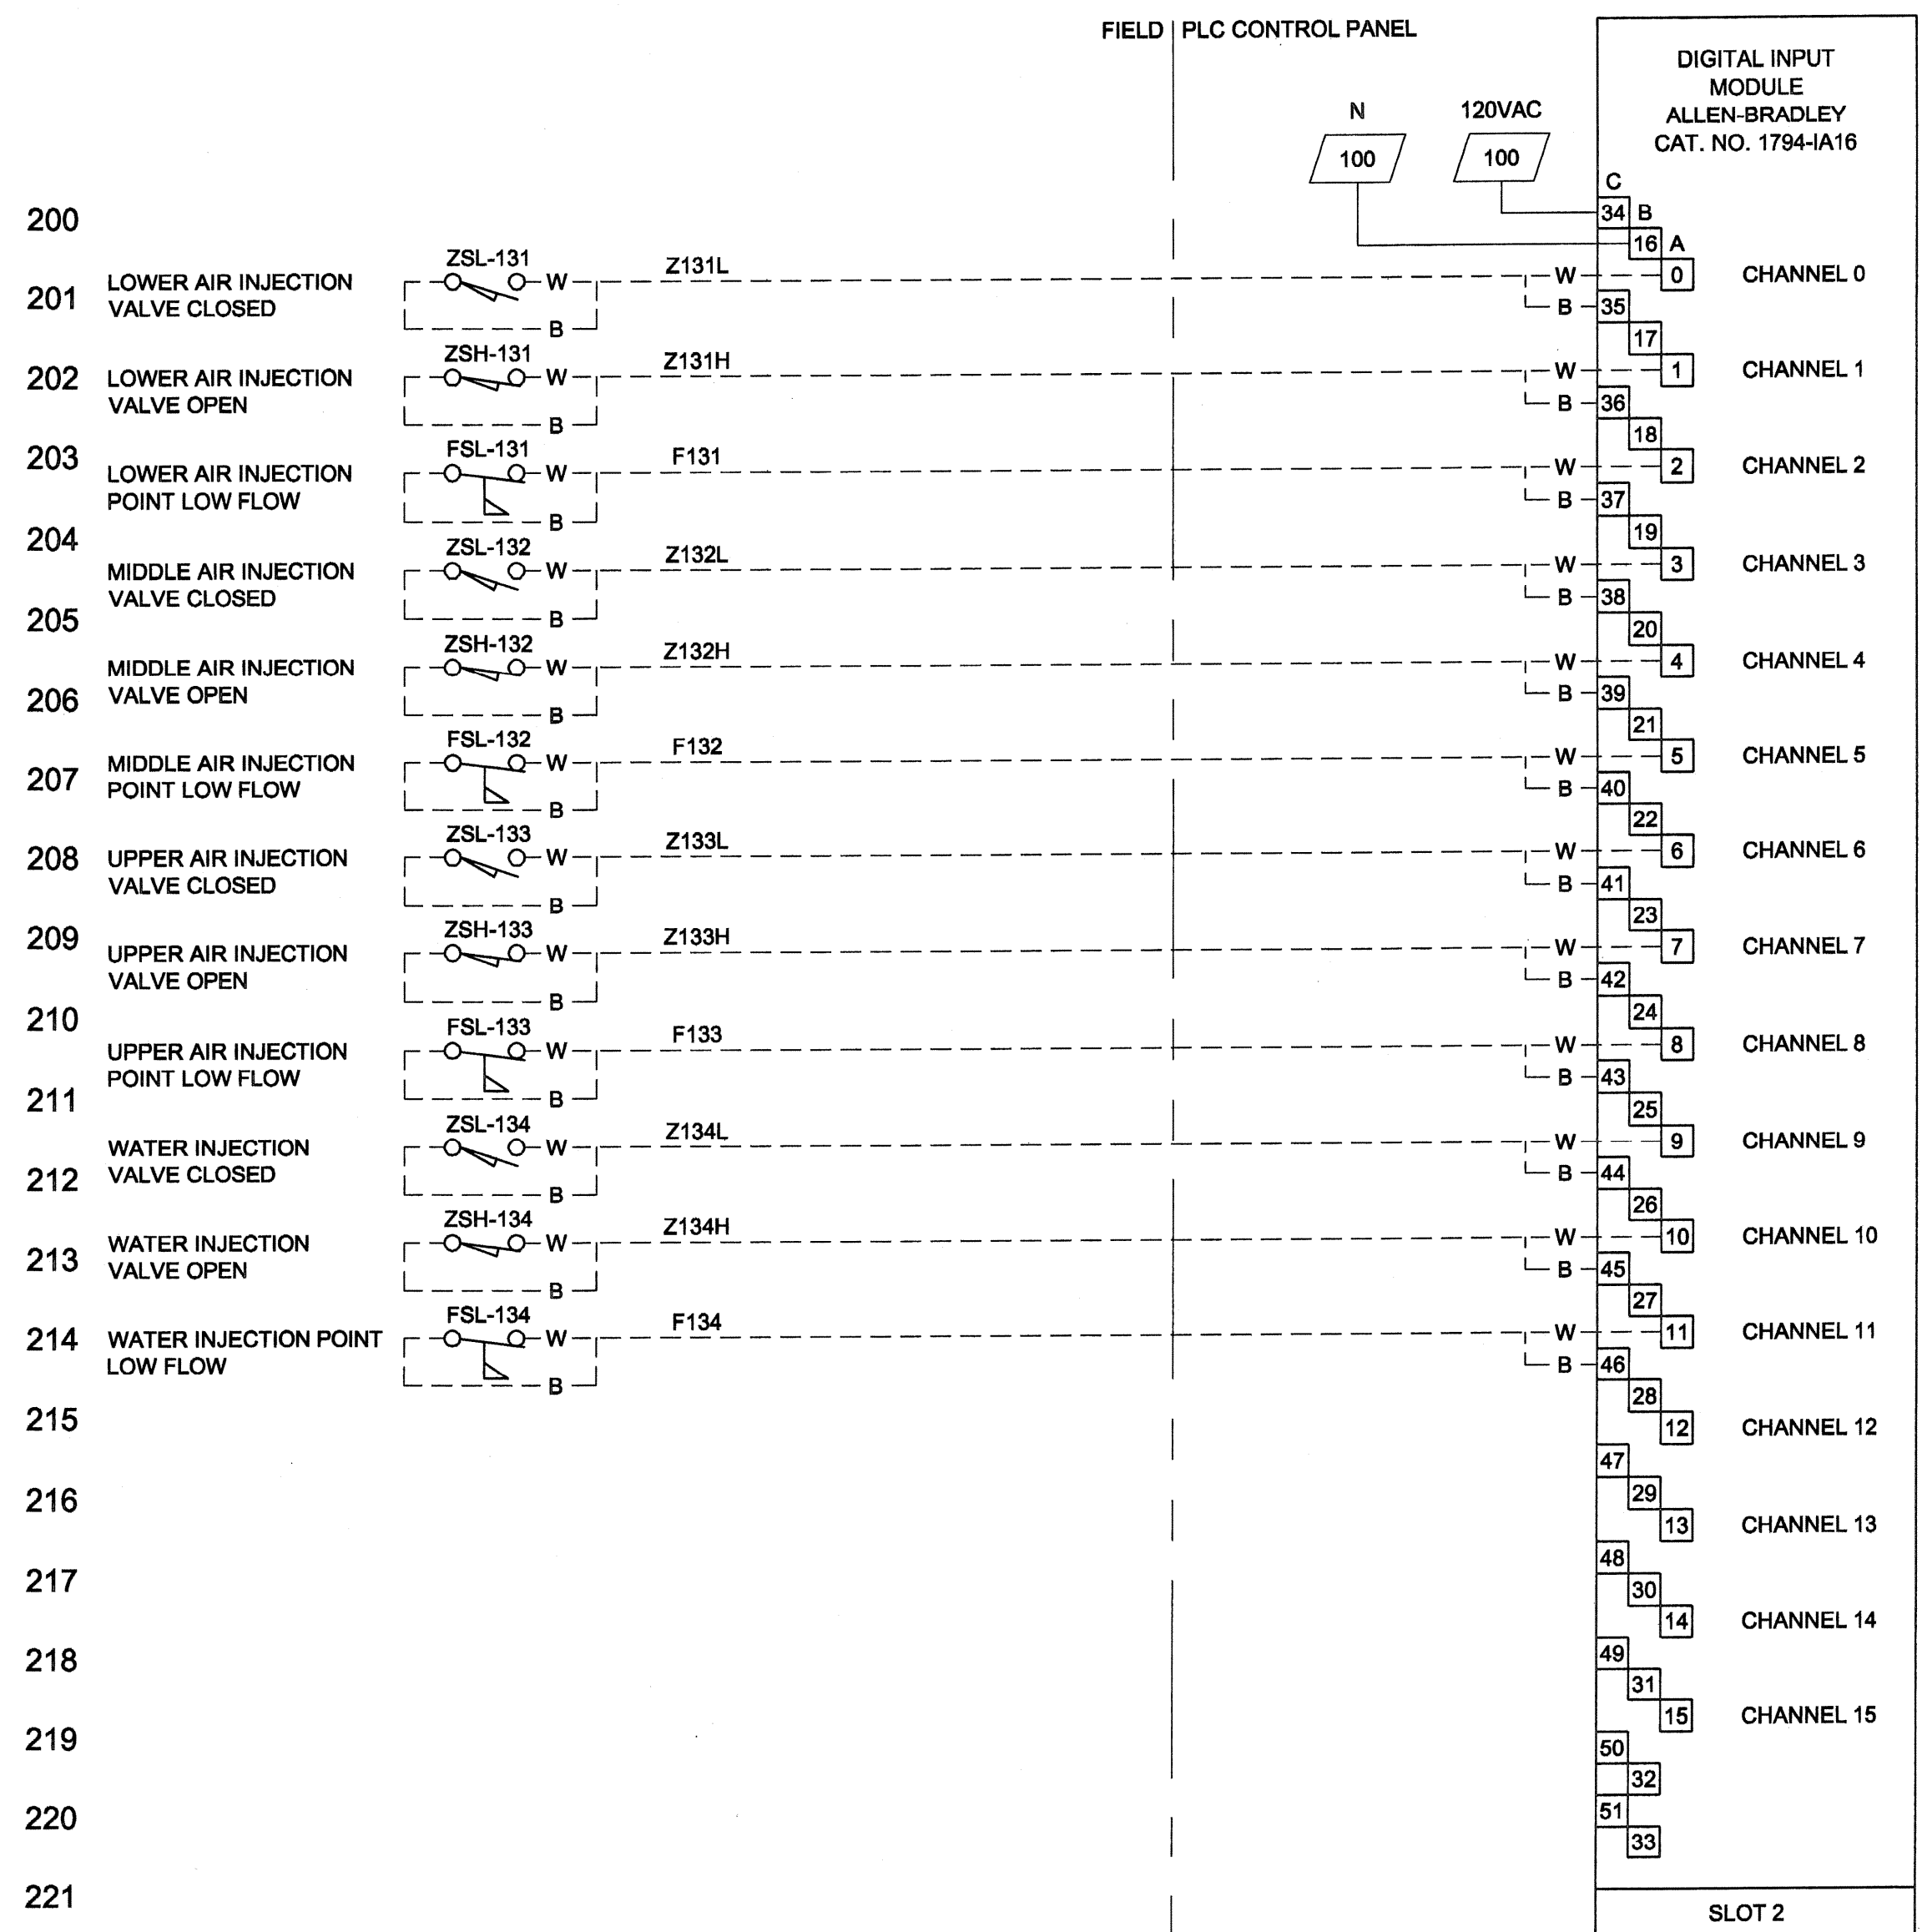 FIELD PLC CONTROL PANEL
DIGITAL INPUT
MODULE
ALLEN-BRADLEY
CAT. NO. 1794-IA16
N 120VAC
100 100
C
200 34 B
16 A
ZSL-131 Z131L
201 LOWER AIR INJECTION W W 0 CHANNEL 0
VALVE CLOSED B B 35
17
ZSH-131 Z131H
202 LOWER AIR INJECTION W W 1 CHANNEL 1
VALVE OPEN B B 36
18
203 FSL-131 F131
LOWER AIR INJECTION W W 2 CHANNEL 2
POINT LOW FLOW B B 37
19
204 ZSL-132 Z132L
MIDDLE AIR INJECTION W W 3 CHANNEL 3
VALVE CLOSED B B 38
205 20
ZSH-132 Z132H
MIDDLE AIR INJECTION W W 4 CHANNEL 4
206 VALVE OPEN B B 39
21
FSL-132 F132
207 MIDDLE AIR INJECTION W W 5 CHANNEL 5
POINT LOW FLOW B B 40
22
ZSL-133 Z133L
208 UPPER AIR INJECTION W W 6 CHANNEL 6
VALVE CLOSED B B 41
23
209 ZSH-133 Z133H
UPPER AIR INJECTION W W 7 CHANNEL 7
VALVE OPEN B B 42
24
210 FSL-133 F133
UPPER AIR INJECTION W W 8 CHANNEL 8
POINT LOW FLOW B B 43
211 25
ZSL-134 Z134L
WATER INJECTION W W 9 CHANNEL 9
212 VALVE CLOSED B B 44
26
ZSH-134 Z134H
213 WATER INJECTION W W 10 CHANNEL 10
VALVE OPEN B B 45
27
FSL-134 F134
214 WATER INJECTION POINT W W 11 CHANNEL 11
LOW FLOW B B 46
28
215 12 CHANNEL 12
47
216 29
13 CHANNEL 13
48
217 30
14 CHANNEL 14
218 49
31
15 CHANNEL 15
219 50
32
220 51
33
221 SLOT 2